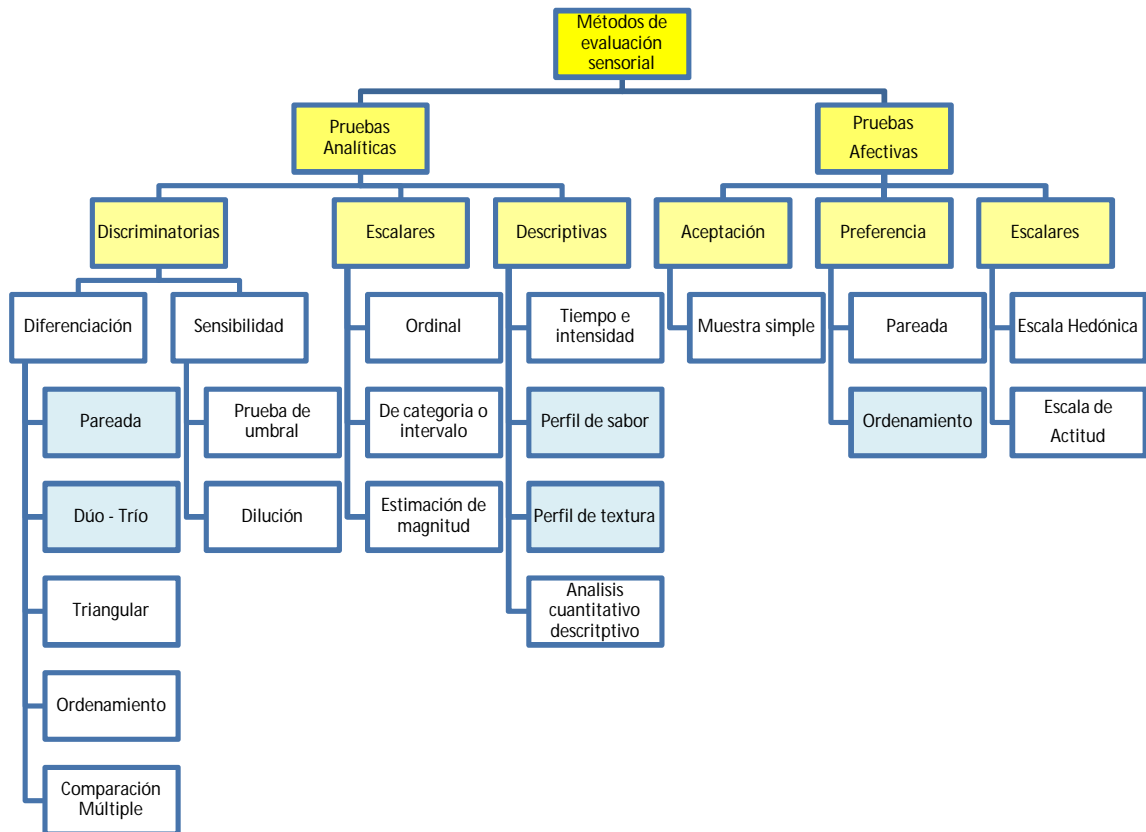 Métodos de
evaluación
sensorial
Pruebas
Analíticas
Pruebas
Afectivas
Discriminatorias
Escalares
Descriptivas
Aceptación
Preferencia
Escalares
Diferenciación
Sensibilidad
Ordinal
Tiempo e
intensidad
Muestra simple
Pareada
Escala Hedónica
Pareada
Prueba de
umbral
De categoria o
intervalo
Perfil de sabor
Ordenamiento
Escala de
Actitud
Dúo - Trío
Dilución
Estimación de
magnitud
Perfil de textura
Triangular
Analisis
cuantitativo
descritptivo
Ordenamiento
Comparación
Múltiple